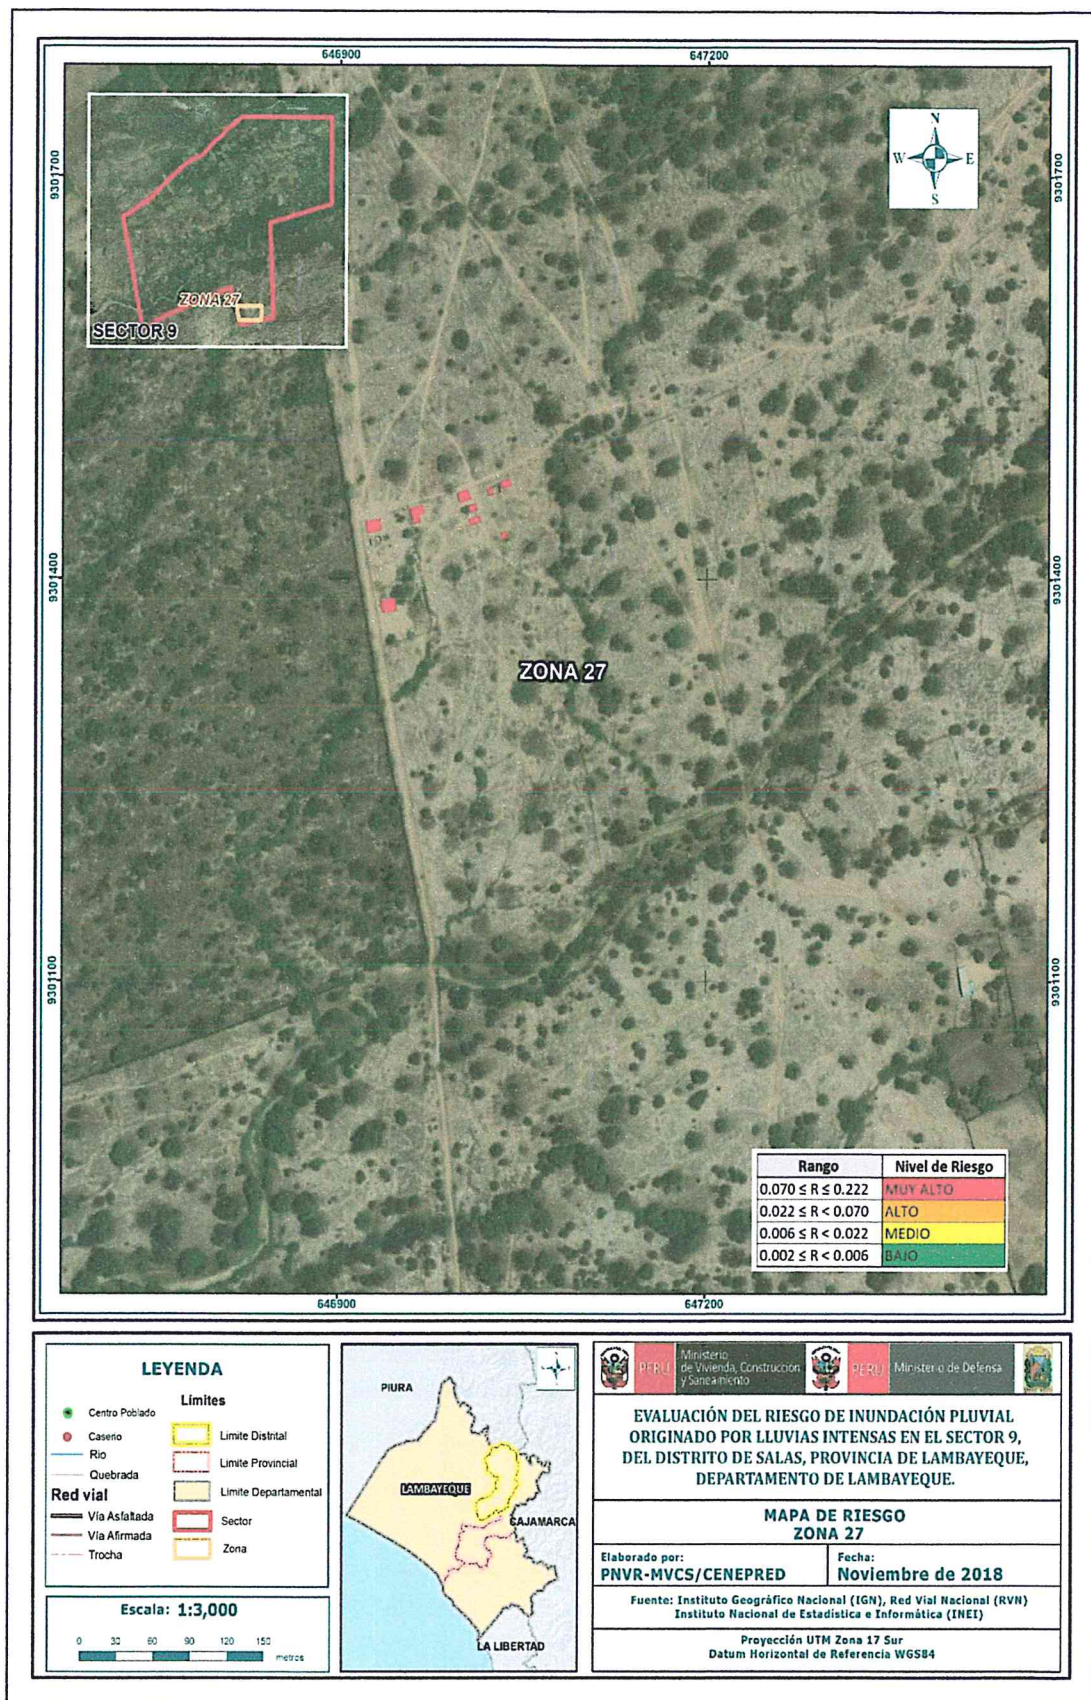 646900
647200
9301700
9301700
N
W
E
S
ZONA 27
SECTOR 9
9301400
9301400
ZONA 27
9301100
9301100
Rango
Nivel de Riesgo
0.070 ≤ R ≤ 0.222
MUY ALTO
0.022 ≤ R < 0.070
ALTO
0.006 ≤ R < 0.022
MEDIO
0.002 ≤ R < 0.006
BAJO
646900
647200
LEYENDA
Centro Poblado
Caserio
Rio
Quebrada
Red vial
Vía Asfaltada
Vía Afirmada
Trocha
Límites
Limite Distrital
Limite Provincial
Limite Departamental
Sector
Zona
Escala: 1:3,000
0 30 60 90 120 150
metros
PIURA
LAMBAYEQUE
CAJAMARCA
LA LIBERTAD
PERÚ
Ministerio
de Vivienda, Construcción
y Saneamiento
PERÚ
Ministerio de Defensa
EVALUACIÓN DEL RIESGO DE INUNDACIÓN PLUVIAL
ORIGINADO POR LLUVIAS INTENSAS EN EL SECTOR 9,
DEL DISTRITO DE SALAS, PROVINCIA DE LAMBAYEQUE,
DEPARTAMENTO DE LAMBAYEQUE.
MAPA DE RIESGO
ZONA 27
Elaborado por:
PNVR-MVCS/CENEPRED
Fecha:
Noviembre de 2018
Fuente: Instituto Geográfico Nacional (IGN), Red Vial Nacional (RVN)
Instituto Nacional de Estadística e Informática (INEI)
Proyección UTM Zona 17 Sur
Datum Horizontal de Referencia WGS84